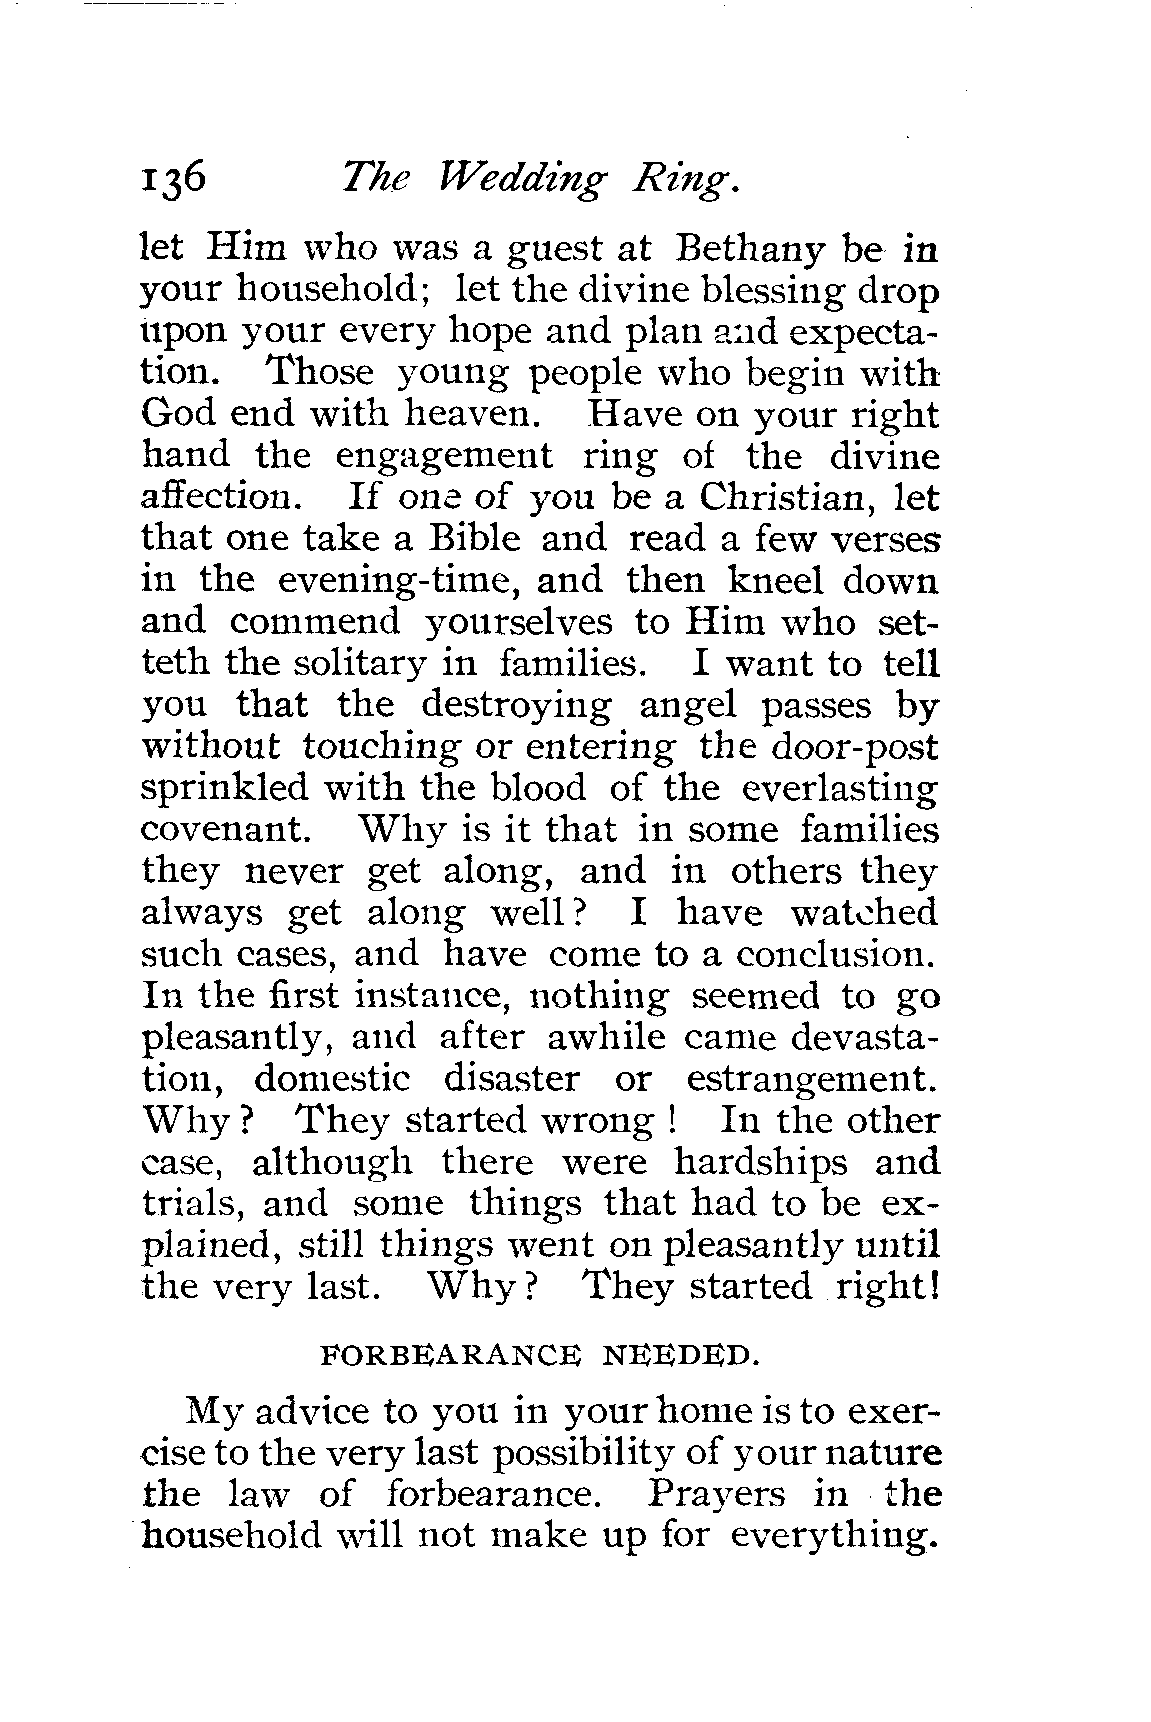 136 The Wedding Ring.
let Him who was a guest at Bethany be in
your household; let the divine blessing drop
upon your every hope and plan and expecta-
tion. Those young people who begin with
God end with heaven. Have on your right
hand the engagement ring of the divine
affection. If one of you be a Christian, let
that one take a Bible and read a few verses
in the evening-time, and then kneel down
and commend yourselves to Him who set-
teth the solitary in families. I want to tell
you that the destroying angel passes by
without touching or entering the door-post
sprinkled with the blood of the everlasting
covenant. Why is it that in some families
they never get along, and in others they
always get along well? I have watched
such cases, and have come to a conclusion.
In the first instance, nothing seemed to go
pleasantly, and after awhile came devasta-
tion, domestic disaster or estrangement.
Why? They started wrong! In the other
case, although there were hardships and
trials, and some things that had to be ex-
plained, still things went on pleasantly until
the very last. Why? They started right!
FORBEARANCE NEEDED.
My advice to you in your home is to exer-
cise to the very last possibility of your nature
the law of forbearance. Prayers in the
household will not make up for everything.